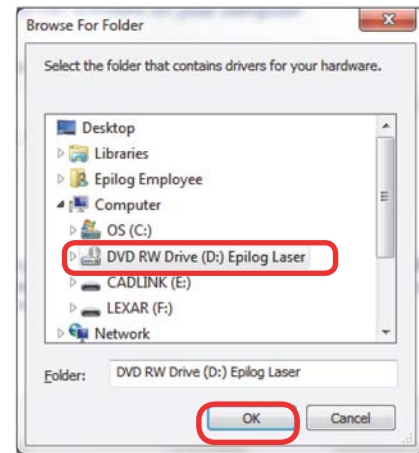 Browse For Folder
Select the folder that contains drivers for your hardware.
Desktop
Libraries
Epilog Employee
Computer
OS (C:)
DVD RW Drive (D:) Epilog Laser
CADLINK (E:)
LEXAR (F:)
Network
Folder: DVD RW Drive (D:) Epilog Laser
OK Cancel